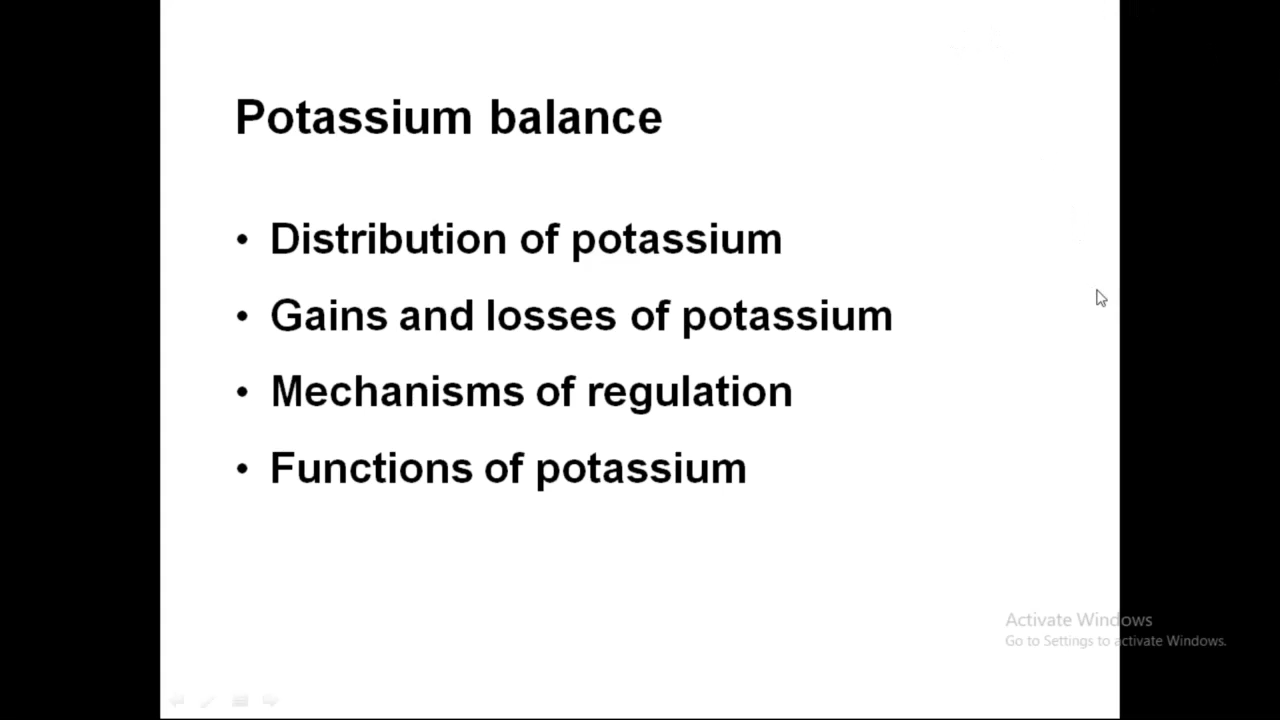 Potassium balance
• Distribution of potassium
• Gains and losses of potassium
• Mechanisms of regulation
• Functions of potassium
Activate Windows
Go to Settings to activate Windows.